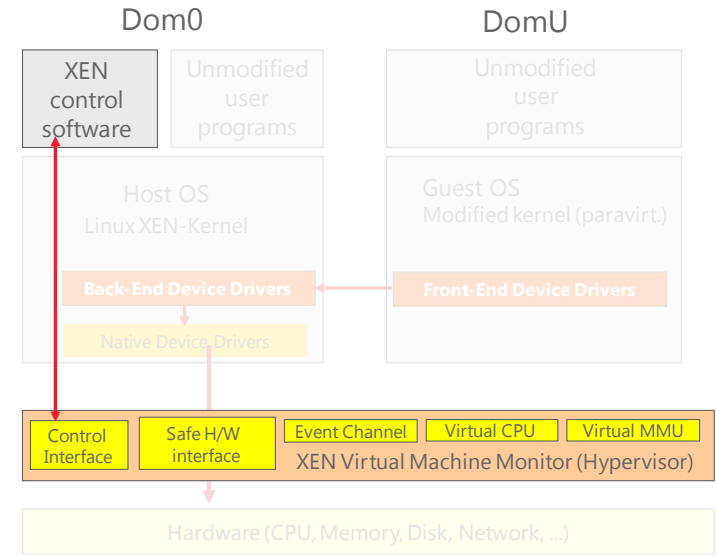 Dom0
DomU
XEN
control
software
Unmodified
user
programs
Unmodified
user
programs
Host OS
Linux XEN-Kernel
Guest OS
Modified kernel (paravirt.)
Back-End Device Drivers
Front-End Device Drivers
Native Device Drivers
Control
Interface
Safe H/W
interface
Event Channel
Virtual CPU
Virtual MMU
XEN Virtual Machine Monitor (Hypervisor)
Hardware (CPU, Memory, Disk, Network, ...)